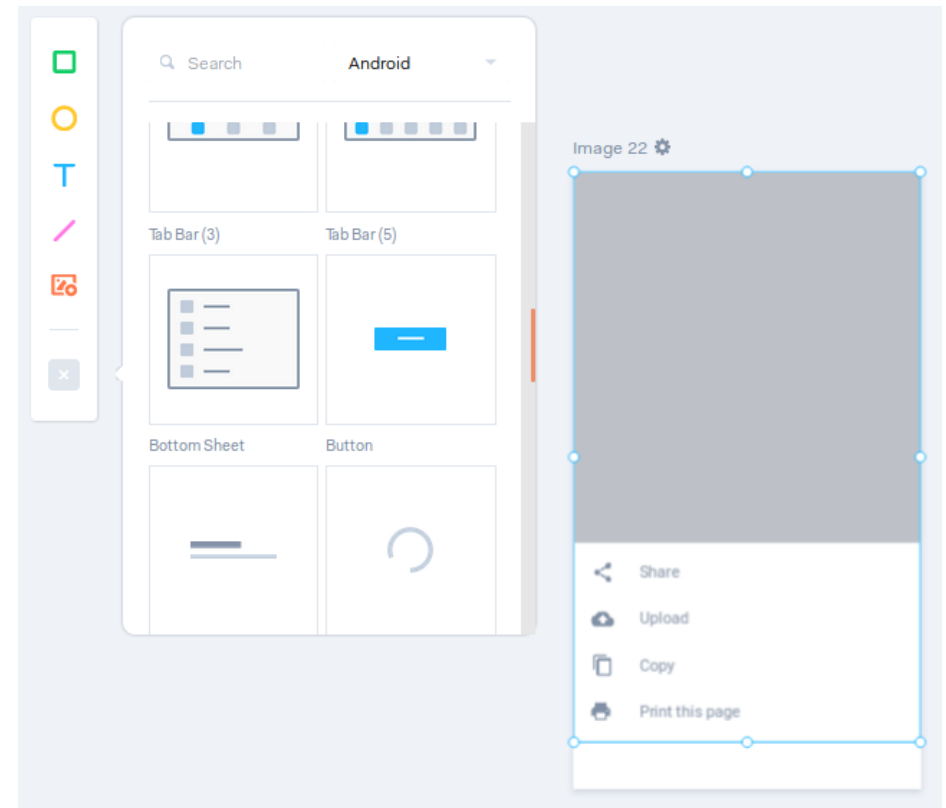 Search
Android
Image 22
Tab Bar (3)
Tab Bar (5)
Bottom Sheet
Button
Share
Upload
Copy
Print this page